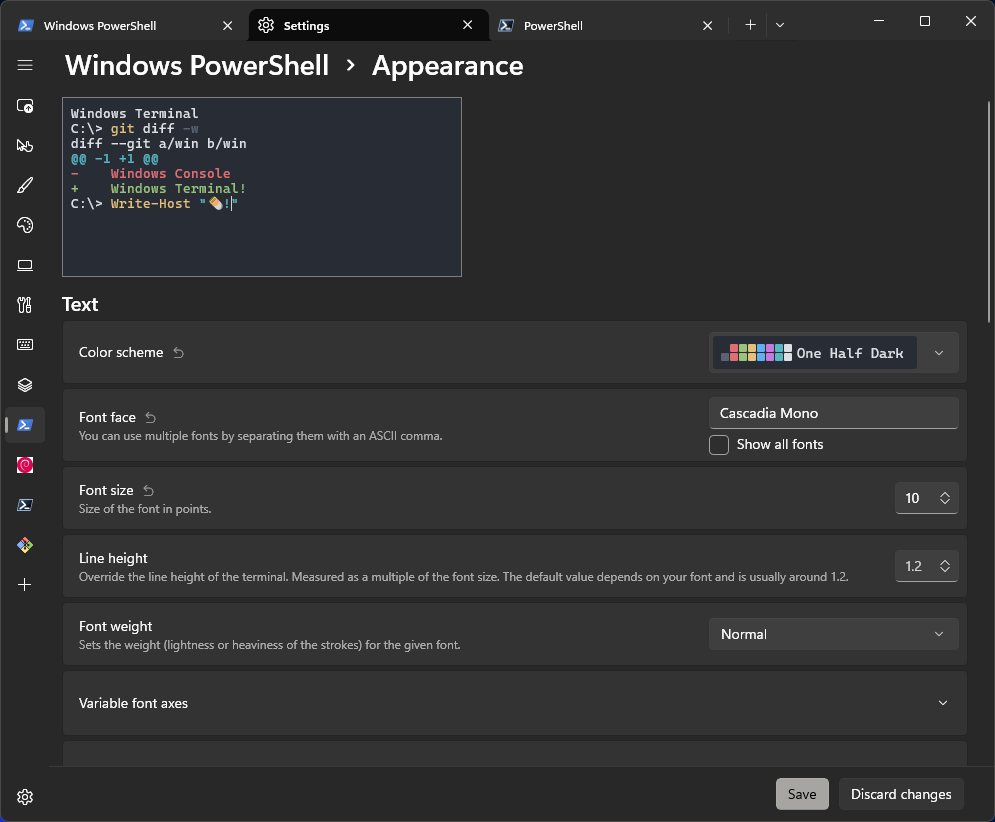 Windows PowerShell
Settings
PowerShell
Windows PowerShell > Appearance
Windows Terminal
C:\> git diff -w
diff --git a/win b/win
@@ -1 +1 @@
-    Windows Console
+    Windows Terminal!
C:\> Write-Host "🩹!"
Text
Color scheme
One Half Dark
Font face
You can use multiple fonts by separating them with an ASCII comma.
Cascadia Mono
Show all fonts
Font size
Size of the font in points.
10
Line height
Override the line height of the terminal. Measured as a multiple of the font size. The default value depends on your font and is usually around 1.2.
1.2
Font weight
Sets the weight (lightness or heaviness of the strokes) for the given font.
Normal
Variable font axes
Save
Discard changes